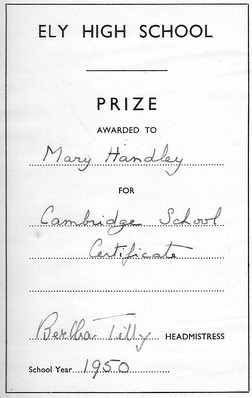 ELY HIGH SCHOOL
PRIZE
AWARDED TO
Mary Handley
FOR
Cambridge School
Certificate
Bertha Tilly HEADMISTRESS
School Year 1950